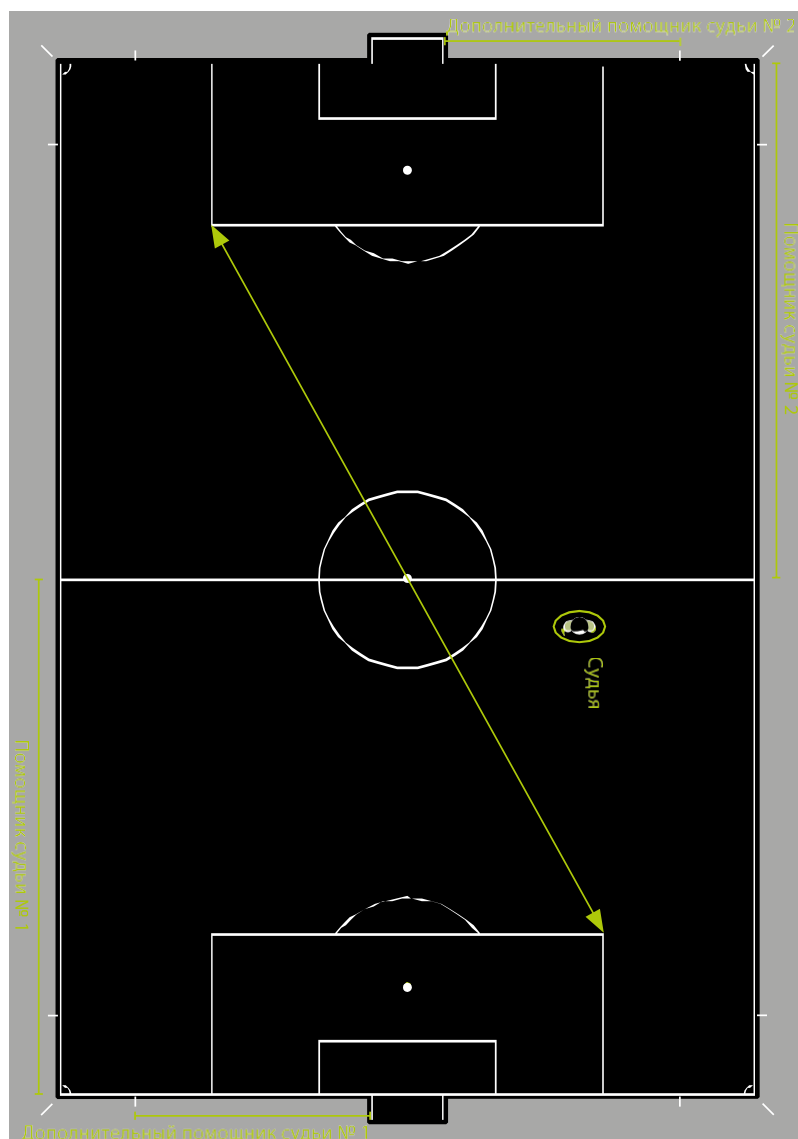 Дополнительный помощник судьи № 2
Помощник судьи № 2
Судья
Помощник судьи № 1
Дополнительный помощник судьи № 1